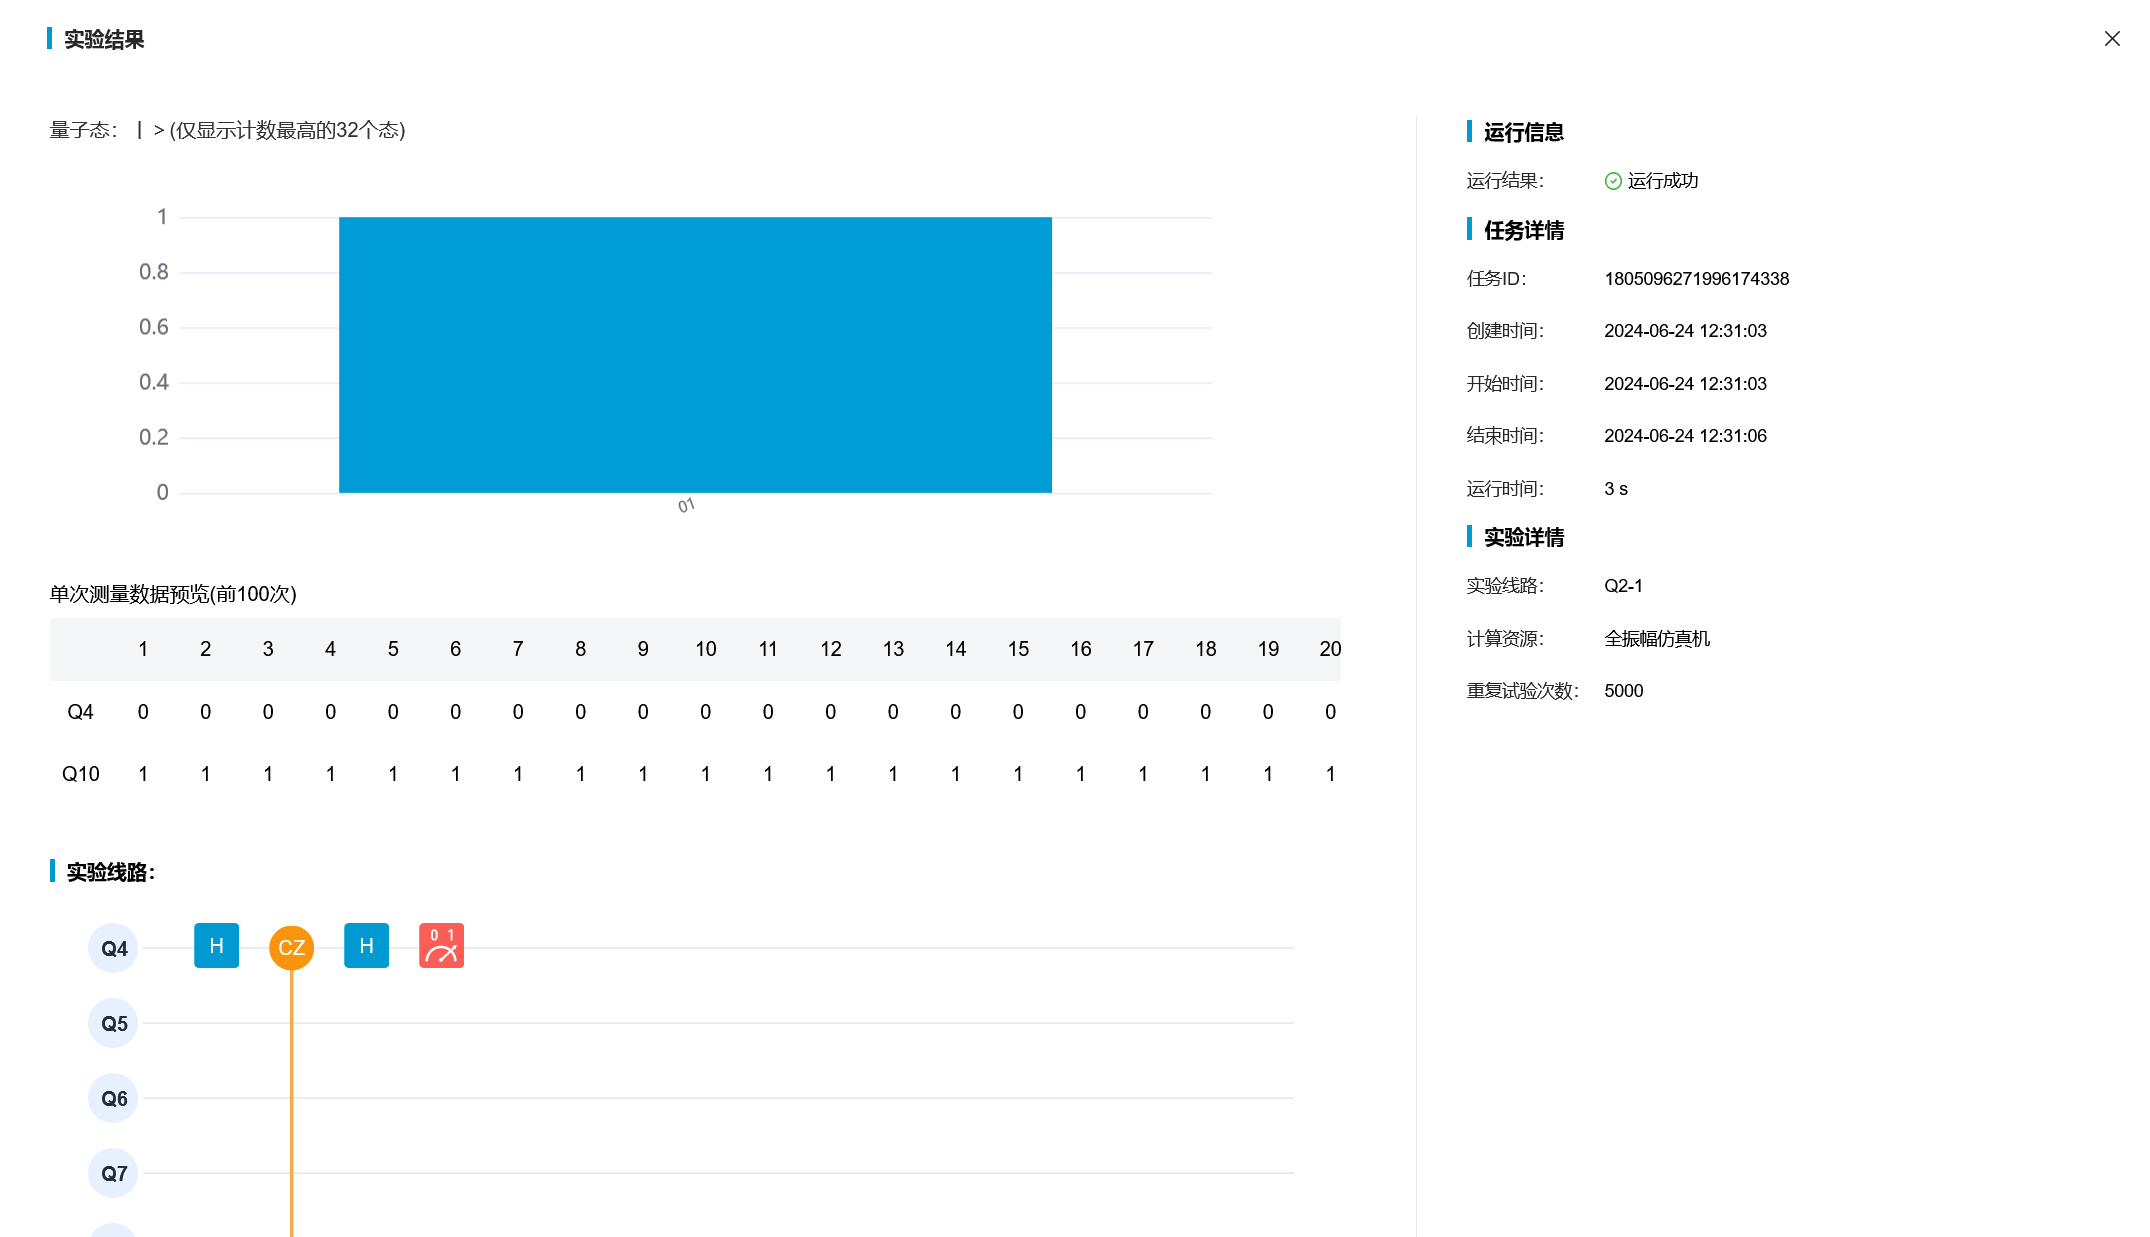 实验结果
量子态： | > (仅显示计数最高的32个态)
1
0.8
0.6
0.4
0.2
0
01
单次测量数据预览(前100次)
1 2 3 4 5 6 7 8 9 10 11 12 13 14 15 16 17 18 19 20
Q4 0 0 0 0 0 0 0 0 0 0 0 0 0 0 0 0 0 0 0 0
Q10 1 1 1 1 1 1 1 1 1 1 1 1 1 1 1 1 1 1 1 1
实验线路：
Q4 H CZ H 0 1
Q5
Q6
Q7
运行信息
运行结果： 运行成功
任务详情
任务ID： 1805096271996174338
创建时间： 2024-06-24 12:31:03
开始时间： 2024-06-24 12:31:03
结束时间： 2024-06-24 12:31:06
运行时间： 3 s
实验详情
实验线路： Q2-1
计算资源： 全振幅仿真机
重复试验次数： 5000